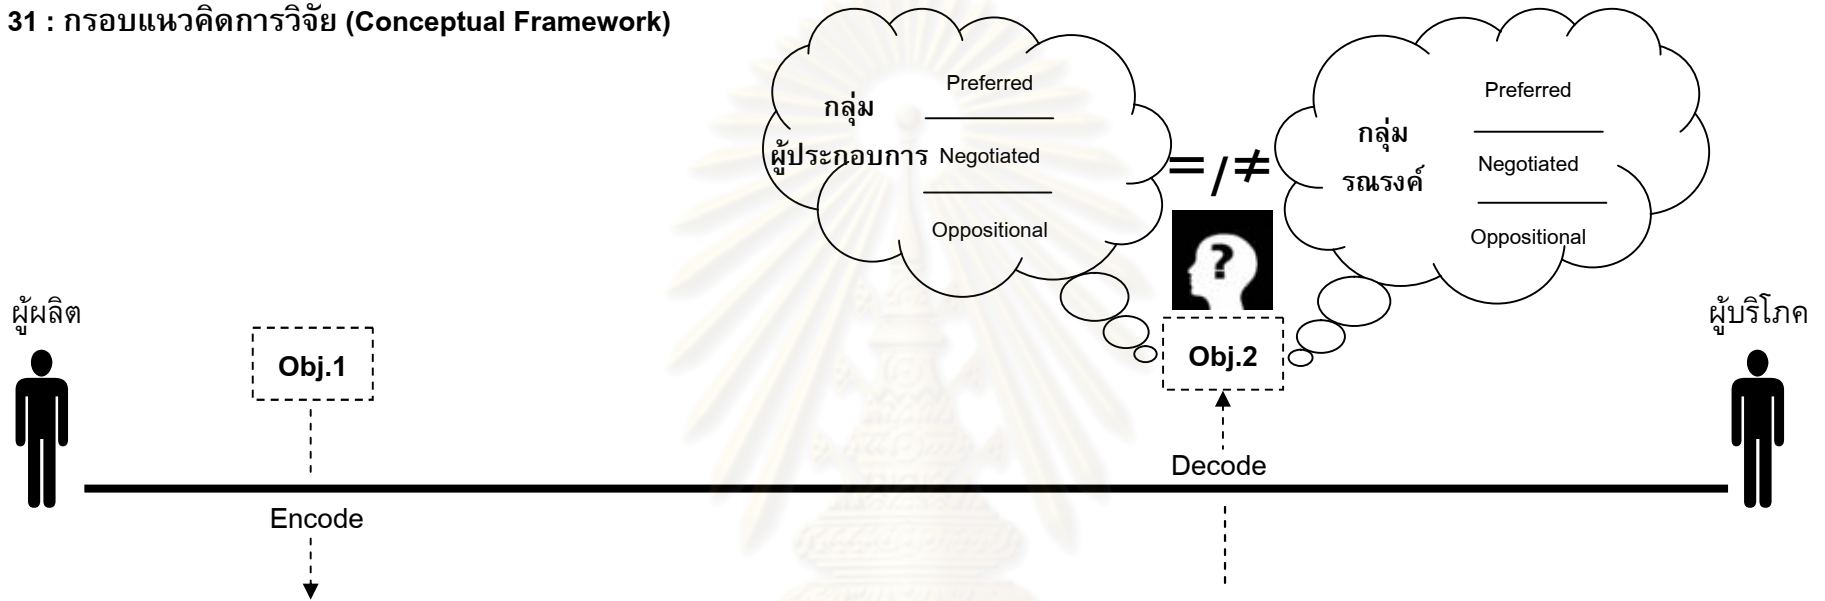 31 : กรอบแนวคิดการวิจัย (Conceptual Framework)
กลุ่ม
ผู้ประกอบการ
Preferred
Negotiated
Oppositional
=/≠
กลุ่ม
รณรงค์
Preferred
Negotiated
Oppositional
?
ผู้ผลิต
Obj.1
Obj.2
ผู้บริโภค
Decode
Encode